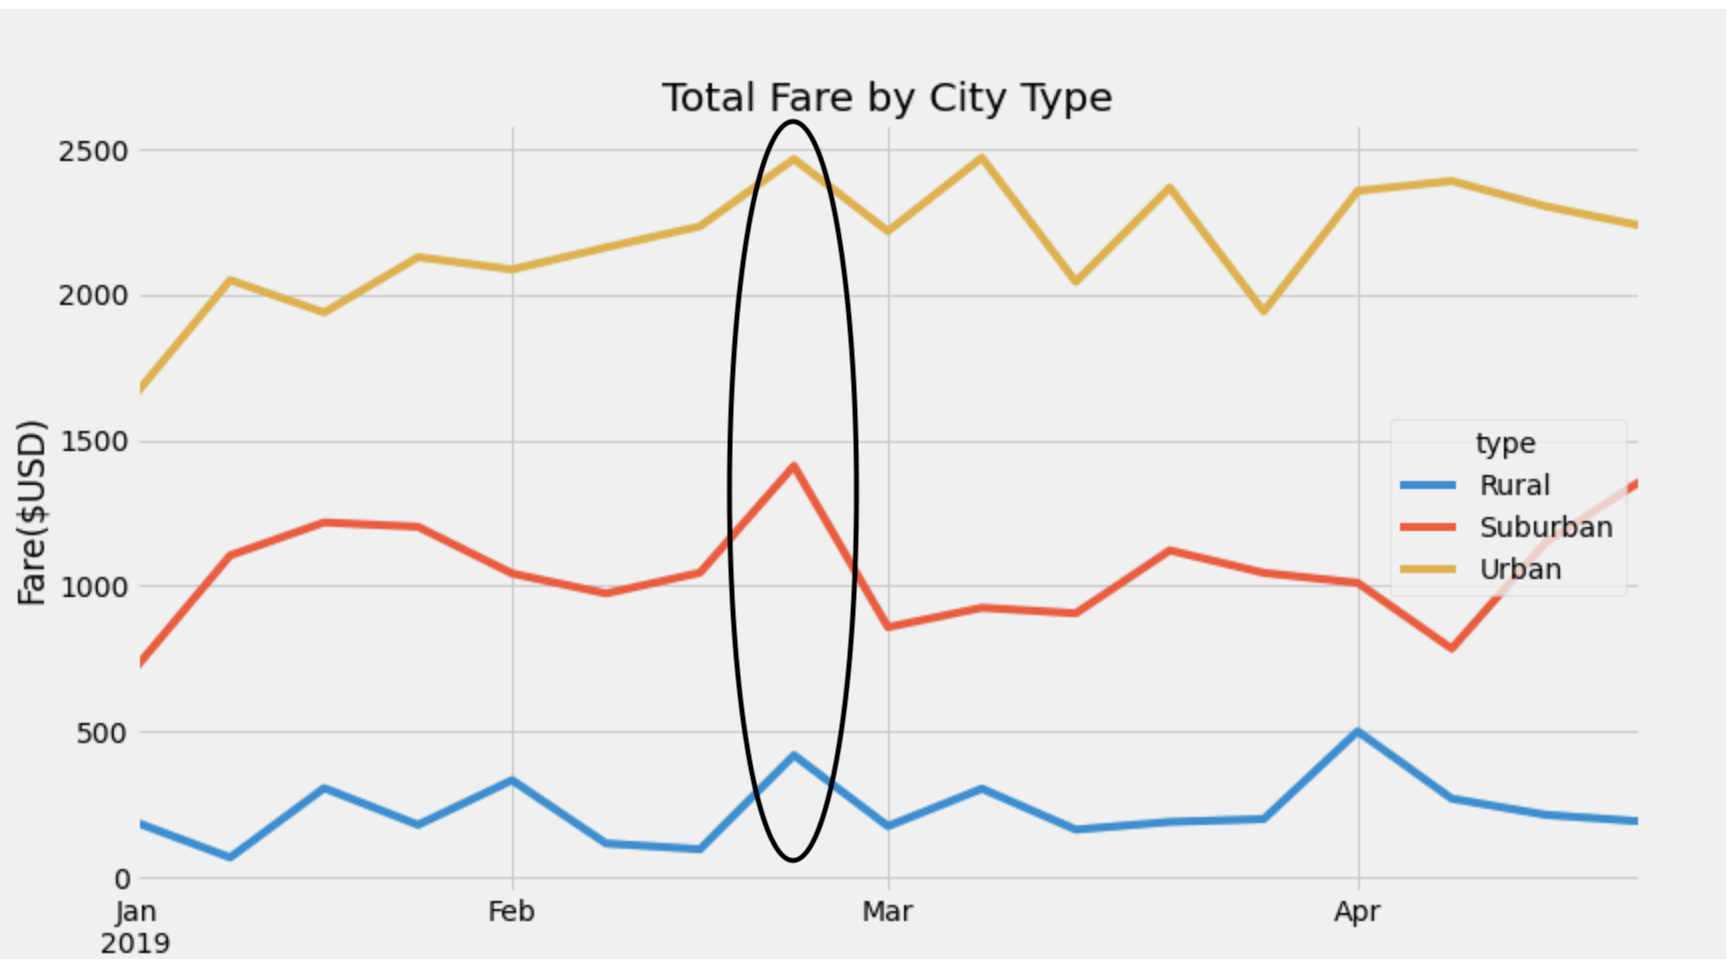 Total Fare by City Type
2500
2000
1500
1000
500
0
Fare($USD)
type
Rural
Suburban
Urban
Jan Feb Mar Apr
2019